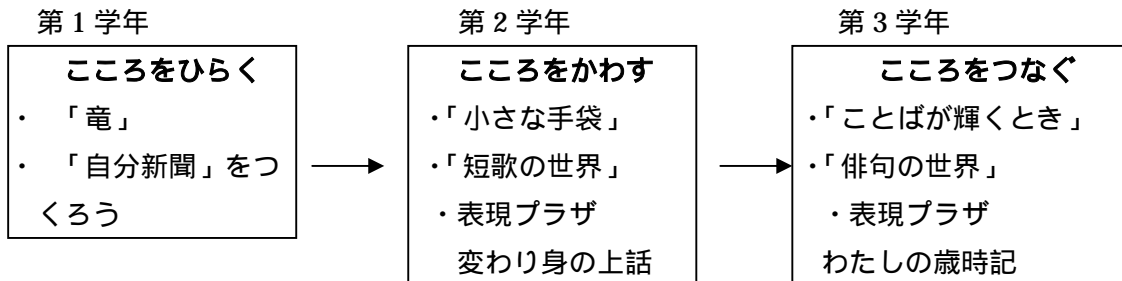 第1学年
こころをひらく
・ 「竜」
・ 「自分新聞」をつ
くろう
第2学年
こころをかわす
・「小さな手袋」
・「短歌の世界」
・表現プラザ
変わり身の上話
第3学年
こころをつなぐ
・「ことばが輝くとき」
・「俳句の世界」
・表現プラザ
わたしの歳時記